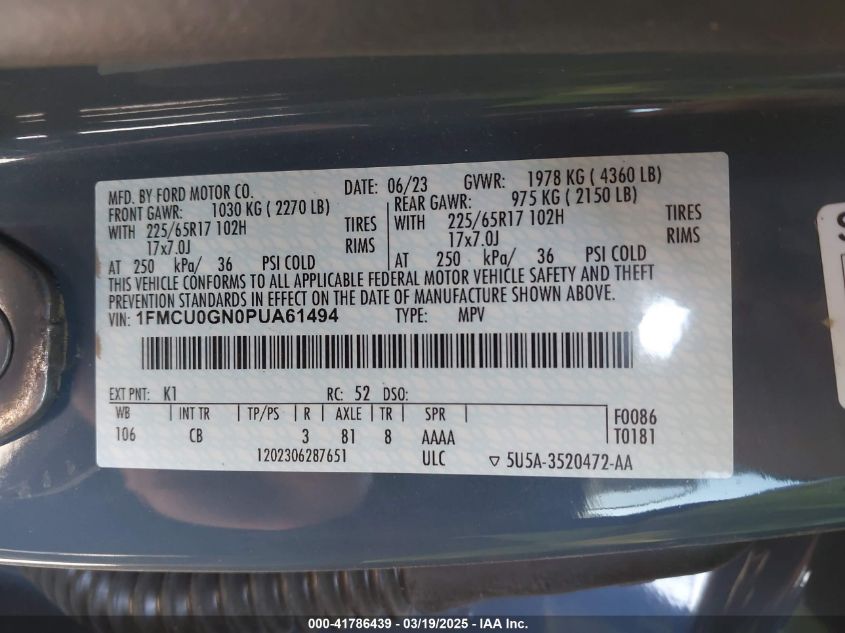 MFD. BY FORD MOTOR CO. DATE: 06/23 GVWR: 1978 KG ( 4360 LB)
FRONT GAWR: 1030 KG ( 2270 LB) REAR GAWR: 975 KG ( 2150 LB)
WITH 225/65R17 102H TIRES WITH 225/65R17 102H TIRES
17x7.0J RIMS 17x7.0J RIMS
AT 250 kPa/ 36 PSI COLD AT 250 kPa/ 36 PSI COLD
THIS VEHICLE CONFORMS TO ALL APPLICABLE FEDERAL MOTOR VEHICLE SAFETY AND THEFT
PREVENTION STANDARDS IN EFFECT ON THE DATE OF MANUFACTURE SHOWN ABOVE.
VIN: 1FMCU0GN0PUA61494 TYPE: MPV
EXT PNT: K1 RC: 52 DSO:
WB INT TR TP/PS R AXLE TR SPR F0086
106 CB 3 81 8 AAAA T0181
1202306287651 ULC ▽ 5U5A-3520472-AA
000-41786439 - 03/19/2025 - IAA Inc.